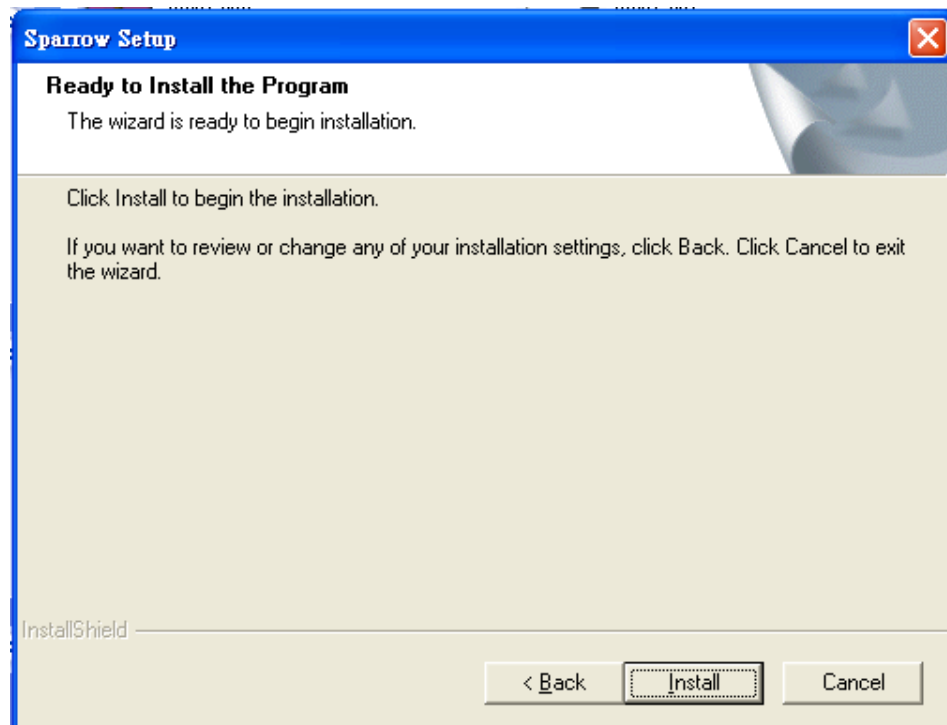 Sparrow Setup
Ready to Install the Program
The wizard is ready to begin installation.
Click Install to begin the installation.
If you want to review or change any of your installation settings, click Back. Click Cancel to exit
the wizard.
InstallShield
< Back
Install
Cancel